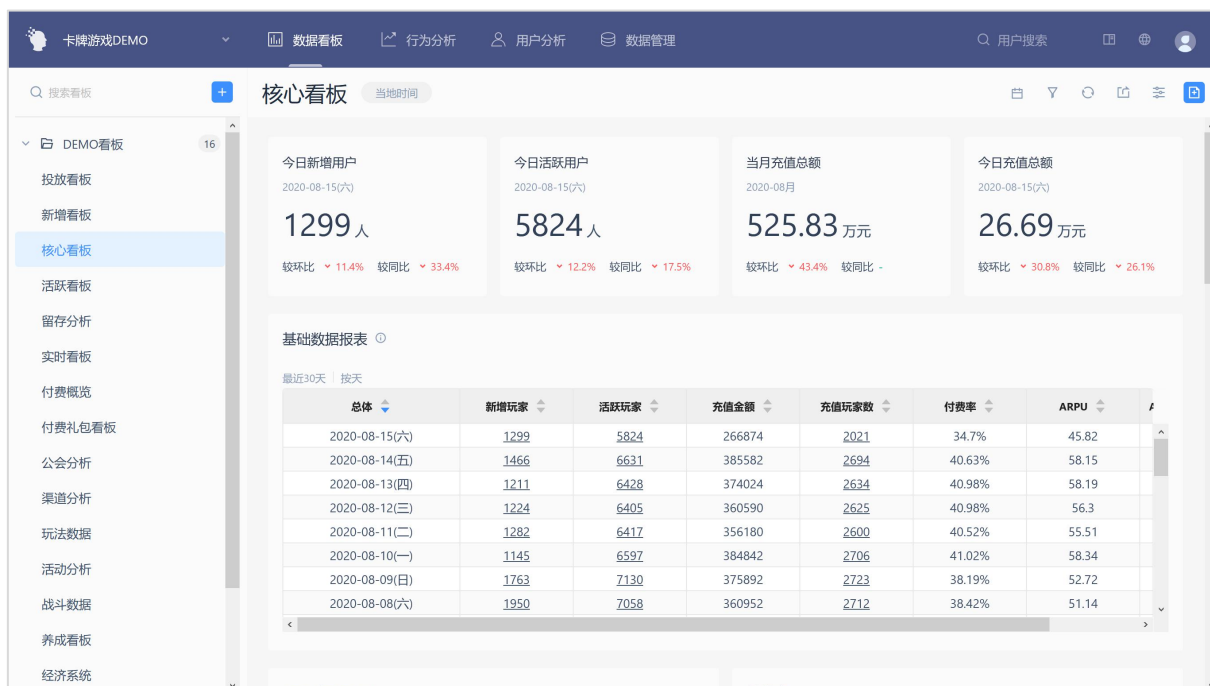 卡牌游戏DEMO
数据看板 行为分析 用户分析 数据管理 用户搜索
搜索看板
DEMO看板 16
投放看板
新增看板
核心看板
活跃看板
留存分析
实时看板
付费概览
付费礼包看板
公会分析
渠道分析
玩法数据
活动分析
战斗数据
养成看板
经济系统
核心看板 当地时间
今日新增用户
2020-08-15(六)
1299 人
较环比 11.4% 较同比 33.4%
今日活跃用户
2020-08-15(六)
5824 人
较环比 12.2% 较同比 17.5%
当月充值总额
2020-08月
525.83 万元
较环比 43.4% 较同比 -
今日充值总额
2020-08-15(六)
26.69 万元
较环比 30.8% 较同比 26.1%
基础数据报表
最近30天 按天
总体 新增玩家 活跃玩家 充值金额 充值玩家数 付费率 ARPU
2020-08-15(六) 1299 5824 266874 2021 34.7% 45.82
2020-08-14(五) 1466 6631 385582 2694 40.63% 58.15
2020-08-13(四) 1211 6428 374024 2634 40.98% 58.19
2020-08-12(三) 1224 6405 360590 2625 40.98% 56.3
2020-08-11(二) 1282 6417 356180 2600 40.52% 55.51
2020-08-10(一) 1145 6597 384842 2706 41.02% 58.34
2020-08-09(日) 1763 7130 375892 2723 38.19% 52.72
2020-08-08(六) 1950 7058 360952 2712 38.42% 51.14